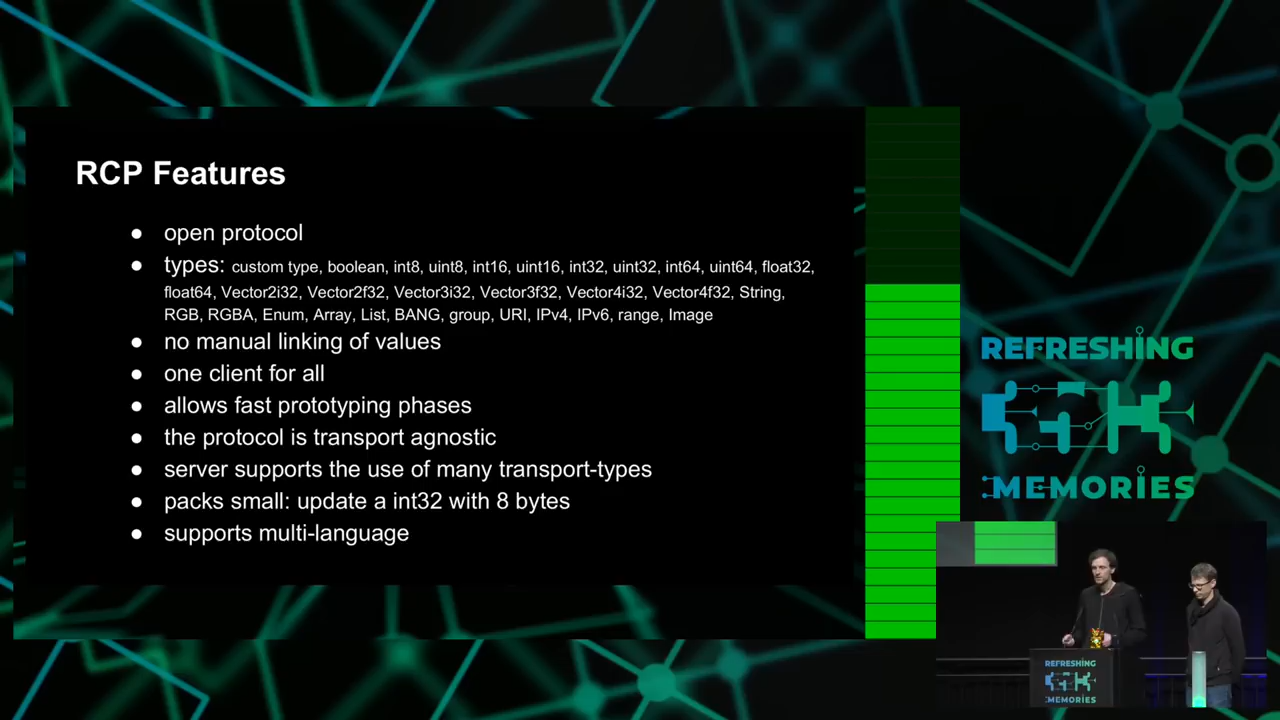 RCP Features
● open protocol
● types: custom type, boolean, int8, uint8, int16, uint16, int32, uint32, int64, uint64, float32,
float64, Vector2i32, Vector2f32, Vector3i32, Vector3f32, Vector4i32, Vector4f32, String,
RGB, RGBA, Enum, Array, List, BANG, group, URI, IPv4, IPv6, range, Image
● no manual linking of values
● one client for all
● allows fast prototyping phases
● the protocol is transport agnostic
● server supports the use of many transport-types
● packs small: update a int32 with 8 bytes
● supports multi-language
REFRESHING
35C3
MEMORIES
REFRESHING
35C3
MEMORIES